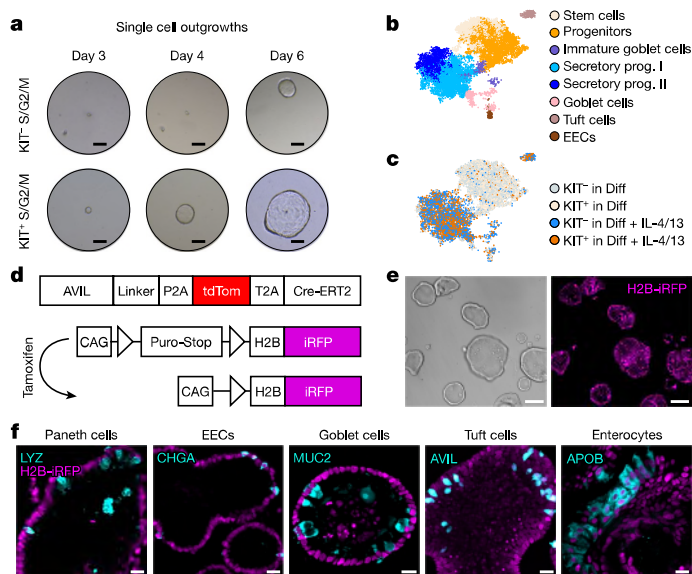 a
Single cell outgrowths
Day 3
Day 4
Day 6
KIT⁻ S/G2/M
KIT⁺ S/G2/M
b
Stem cells
Progenitors
Immature goblet cells
Secretory prog. I
Secretory prog. II
Goblet cells
Tuft cells
EECs
c
KIT⁻ in Diff
KIT⁺ in Diff
KIT⁻ in Diff + IL-4/13
KIT⁺ in Diff + IL-4/13
d
AVIL Linker P2A tdTom T2A Cre-ERT2
Tamoxifen
CAG Puro-Stop H2B iRFP
CAG H2B iRFP
e
H2B-iRFP
f
Paneth cells
EECs
Goblet cells
Tuft cells
Enterocytes
LYZ
H2B-iRFP
CHGA
MUC2
AVIL
APOB